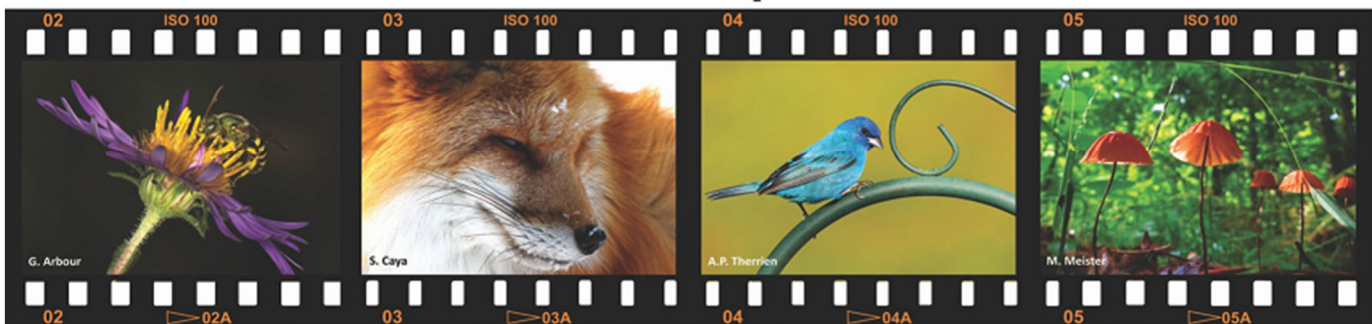 02 ISO 100 03 ISO 100 04 ISO 100 05 ISO 100
G. Arbour
S. Caya
A.P. Therrien
M. Meister
02 02A 03 03A 04 04A 05 05A